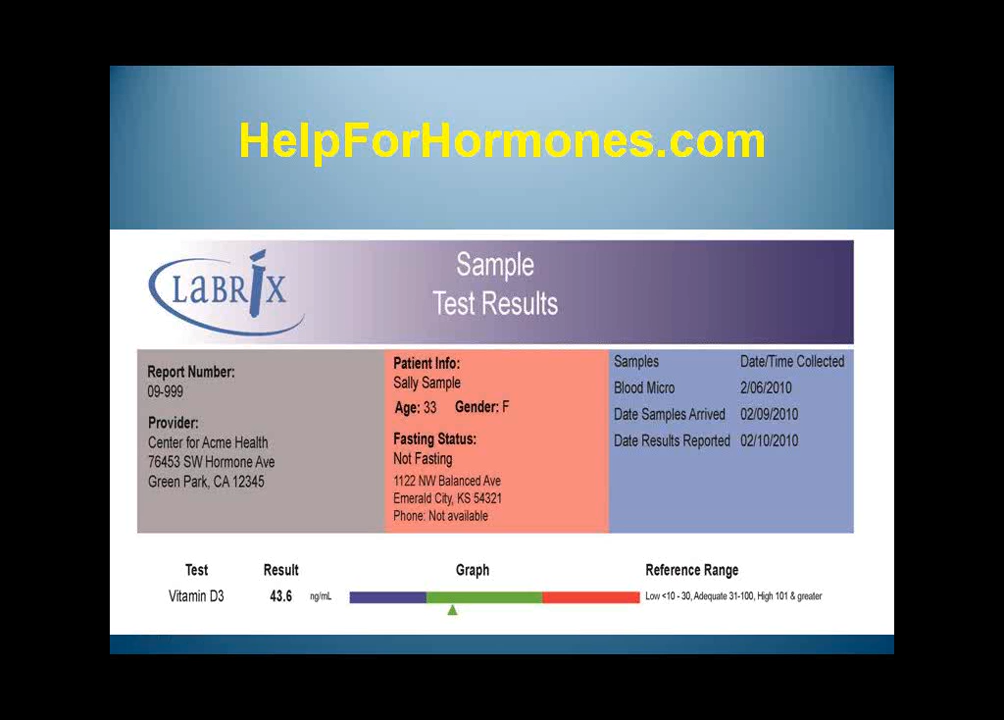 HelpForHormones.com
LABRIX
Sample
Test Results
Report Number:
09-999
Provider:
Center for Acme Health
76453 SW Hormone Ave
Green Park, CA 12345
Patient Info:
Sally Sample
Age: 33 Gender: F
Fasting Status:
Not Fasting
1122 NW Balanced Ave
Emerald City, KS 54321
Phone: Not available
Samples Date/Time Collected
Blood Micro 2/06/2010
Date Samples Arrived 02/09/2010
Date Results Reported 02/10/2010
Test Result Graph Reference Range
Vitamin D3 43.6 ng/mL Low <10 - 30, Adequate 31-100, High 101 & greater